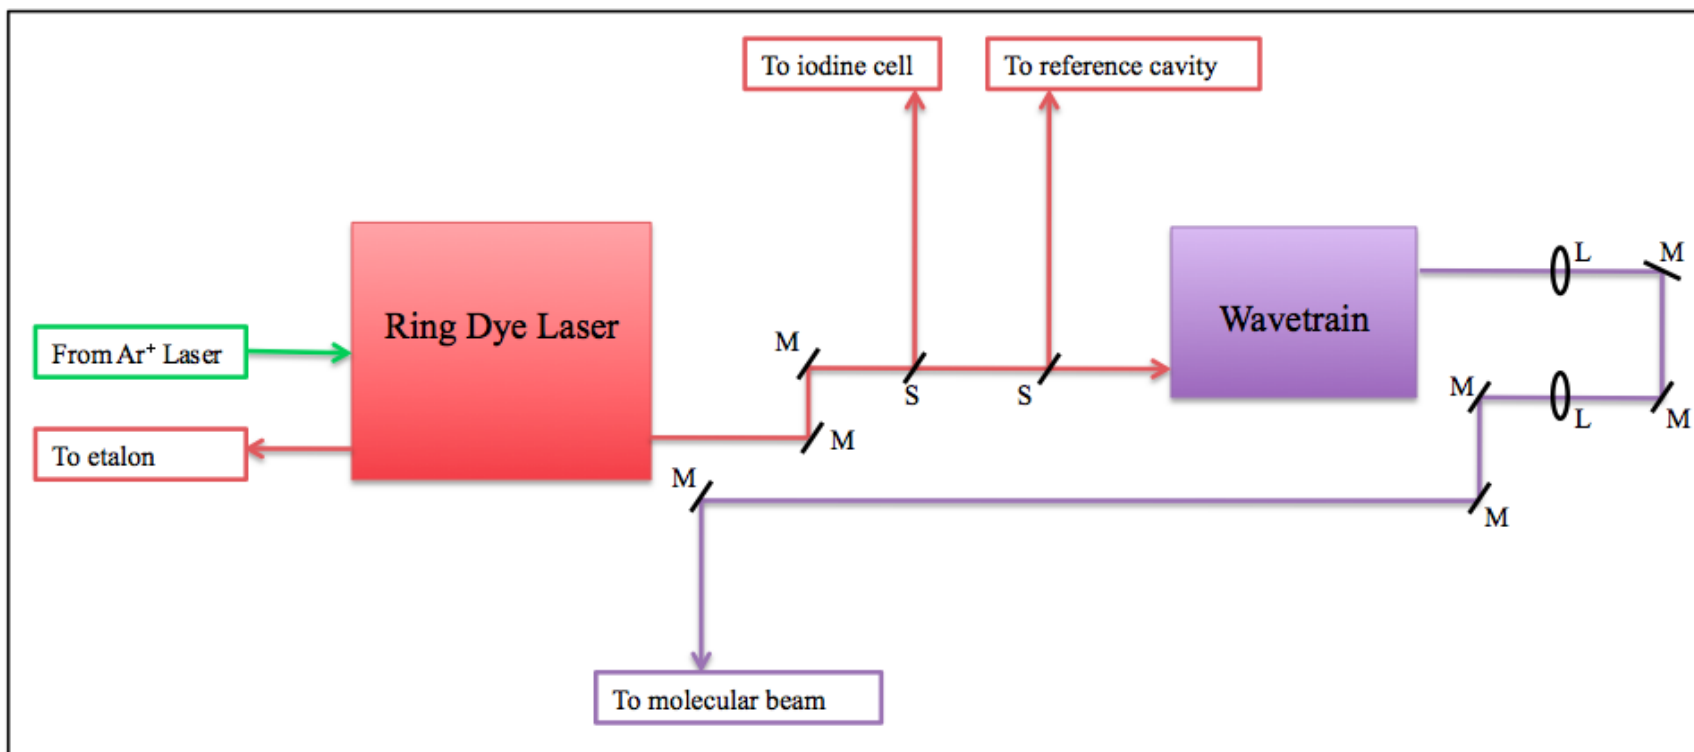 To iodine cell
To reference cavity
L
M
Ring Dye Laser
Wavetrain
M
From Ar⁺ Laser
M
S
S
L
M
M
To etalon
M
M
To molecular beam